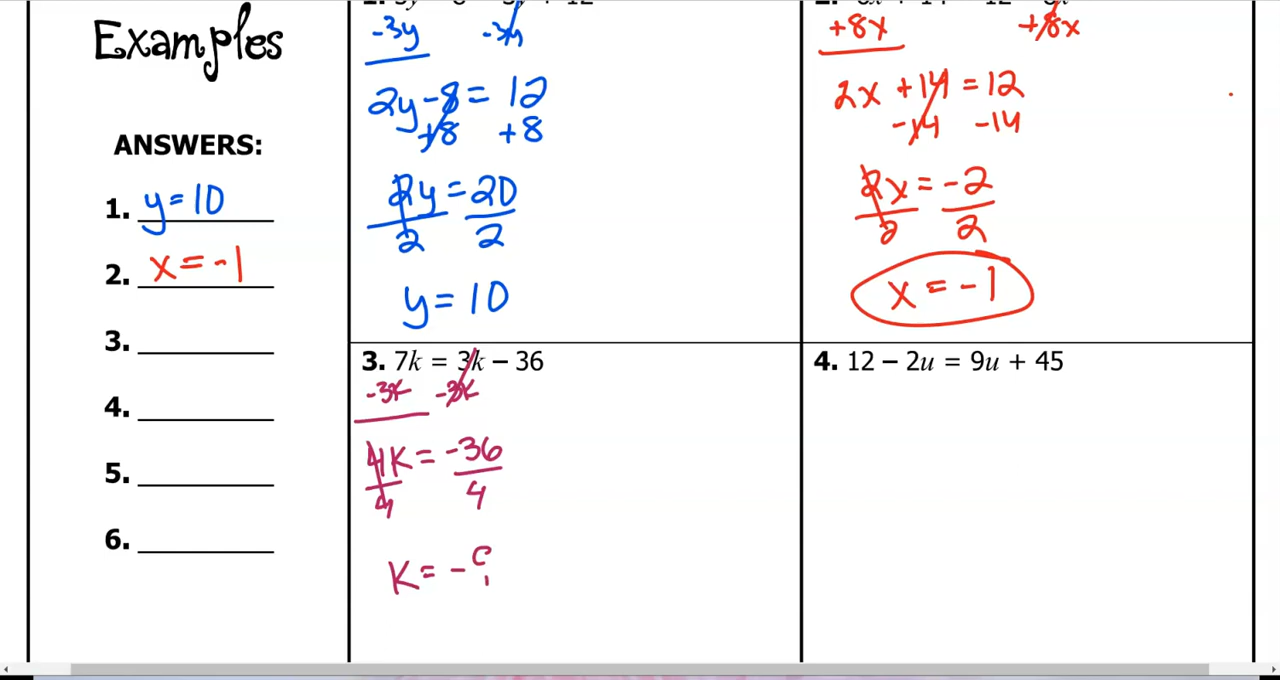 Examples
ANSWERS:
1. y = 10
2. x = -1
3.
4.
5.
6.
-3y -3y
2y - 8 = 12
+8 +8
2y = 20
2 2
y = 10
+8x +8x
2x + 14 = 12
-14 -14
2x = -2
2 2
x = -1
3. 7k = 3k − 36
-3k -3k
4k = -36
4 4
k = -
4. 12 − 2u = 9u + 45